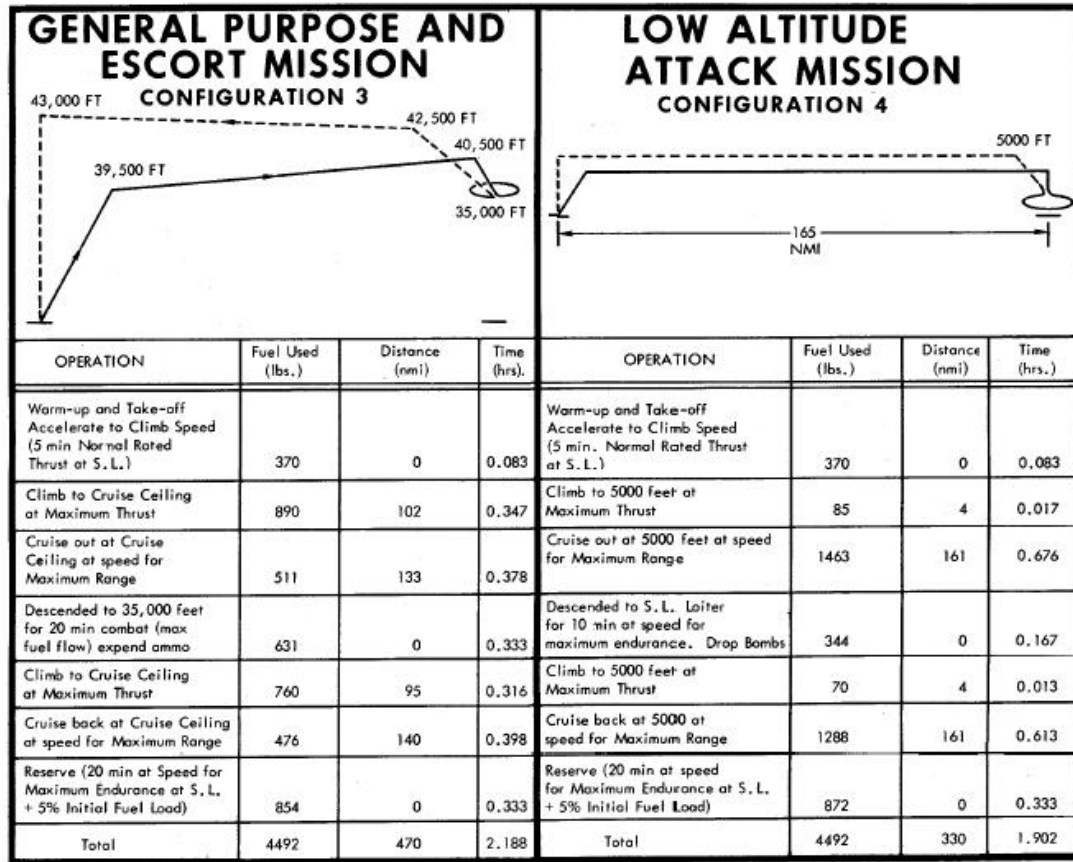 GENERAL PURPOSE AND
ESCORT MISSION
CONFIGURATION 3
43,000 FT
42,500 FT
40,500 FT
39,500 FT
35,000 FT
OPERATION Fuel Used (lbs.) Distance (nmi) Time (hrs).
Warm-up and Take-off
Accelerate to Climb Speed
(5 min Normal Rated
Thrust at S.L.) 370 0 0.083
Climb to Cruise Ceiling
at Maximum Thrust 890 102 0.347
Cruise out at Cruise
Ceiling at speed for
Maximum Range 511 133 0.378
Descended to 35,000 feet
for 20 min combat (max
fuel flow) expend ammo 631 0 0.333
Climb to Cruise Ceiling
at Maximum Thrust 760 95 0.316
Cruise back at Cruise Ceiling
at speed for Maximum Range 476 140 0.398
Reserve (20 min at Speed for
Maximum Endurance at S.L.
+ 5% Initial Fuel Load) 854 0 0.333
Total 4492 470 2.188
LOW ALTITUDE
ATTACK MISSION
CONFIGURATION 4
5000 FT
165
NMI
OPERATION Fuel Used (lbs.) Distance (nmi) Time (hrs.)
Warm-up and Take-off
Accelerate to Climb Speed
(5 min. Normal Rated Thrust
at S.L.) 370 0 0.083
Climb to 5000 feet at
Maximum Thrust 85 4 0.017
Cruise out at 5000 feet at speed
for Maximum Range 1463 161 0.676
Descended to S.L. Loiter
for 10 min at speed for
maximum endurance. Drop Bombs 344 0 0.167
Climb to 5000 feet at
Maximum Thrust 70 4 0.013
Cruise back at 5000 at
speed for Maximum Range 1288 161 0.613
Reserve (20 min at speed
for Maximum Endurance at S.L.
+ 5% Initial Fuel Load) 872 0 0.333
Total 4492 330 1.902